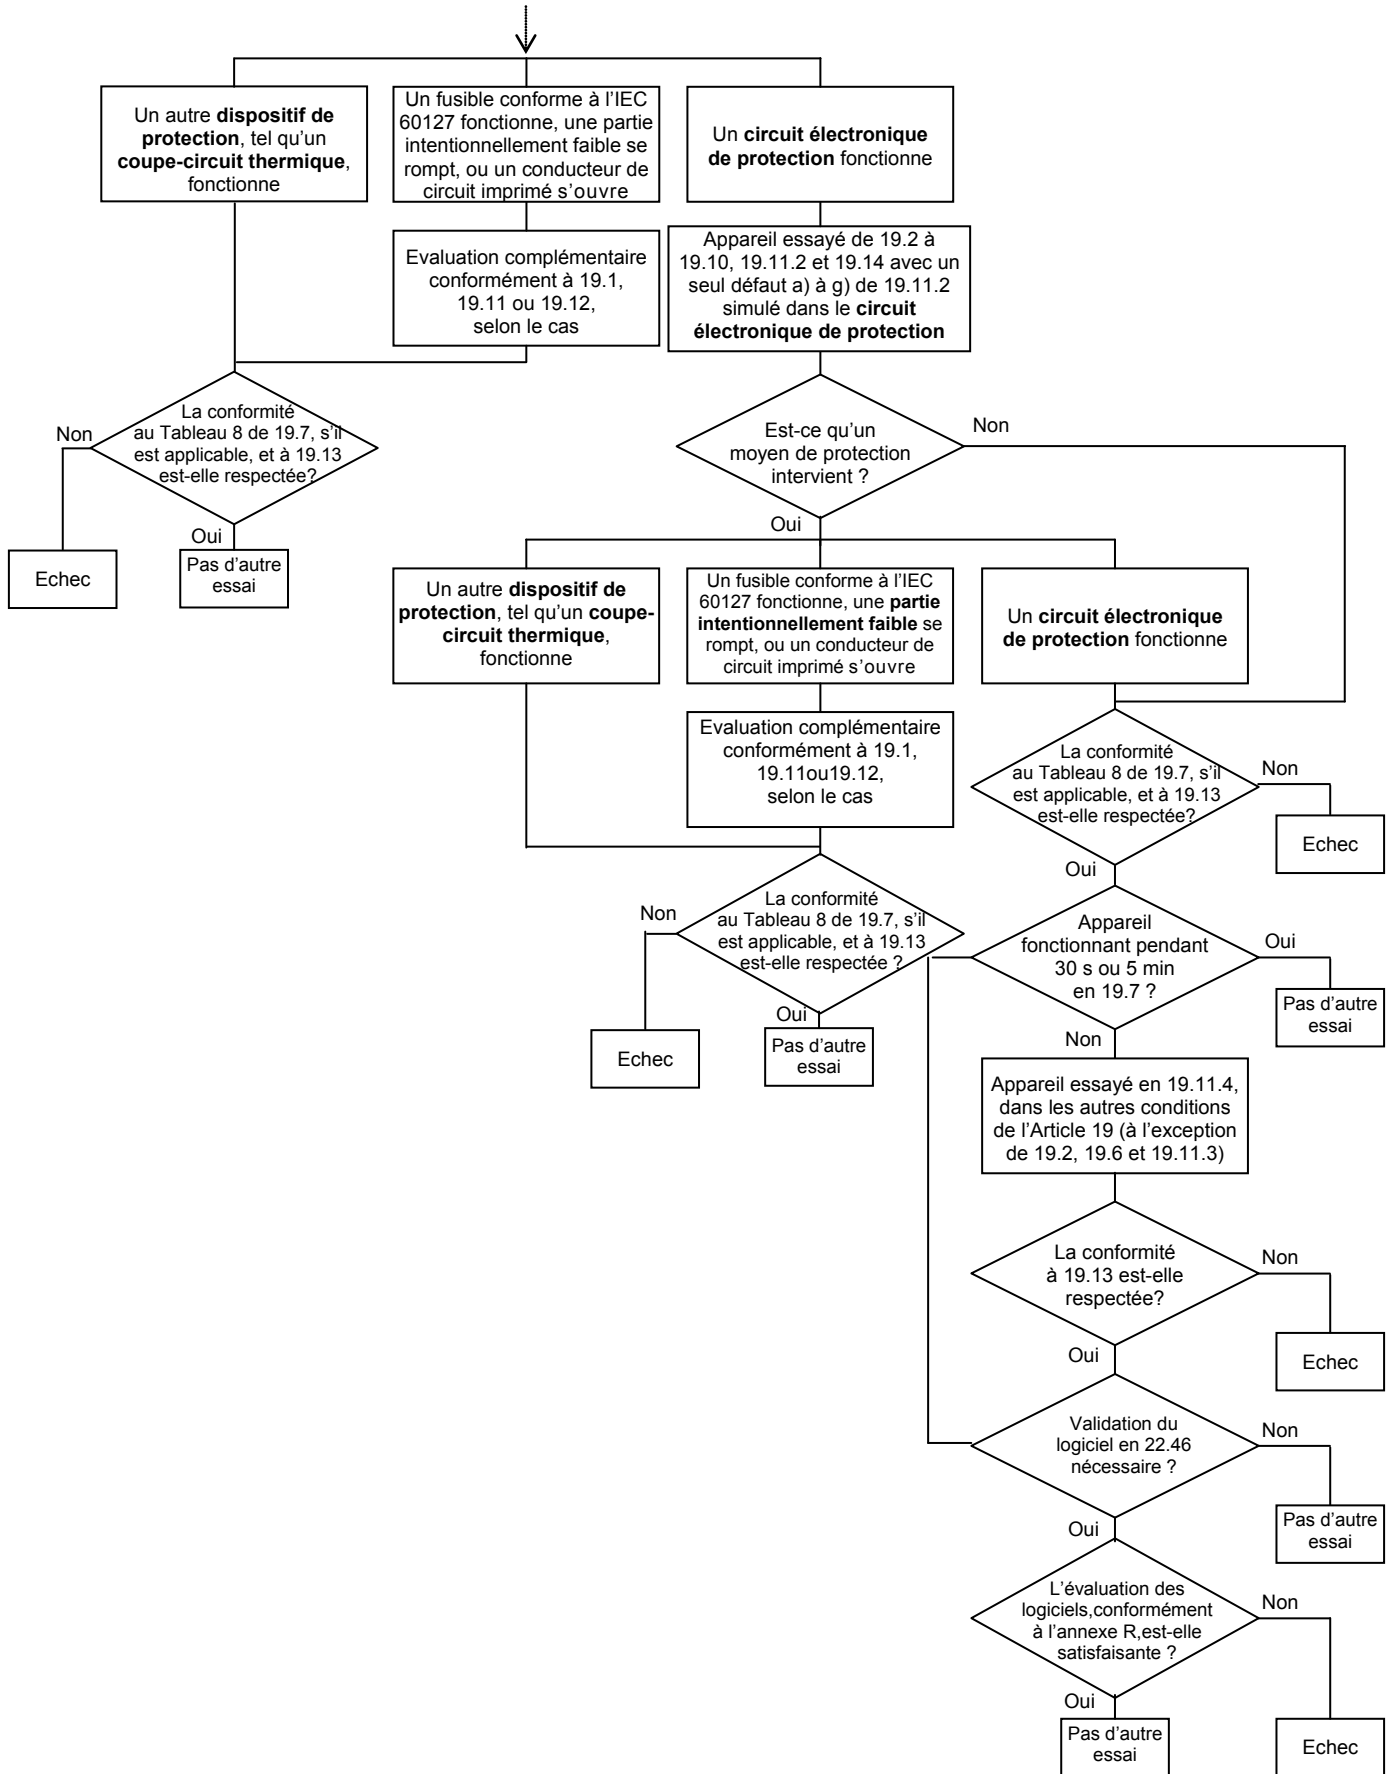 Un autre dispositif de
protection, tel qu'un
coupe-circuit thermique,
fonctionne
Un fusible conforme à l'IEC
60127 fonctionne, une partie
intentionnellement faible se
rompt, ou un conducteur de
circuit imprimé s'ouvre
Un circuit électronique
de protection fonctionne
Evaluation complémentaire
conformément à 19.1,
19.11 ou 19.12,
selon le cas
Appareil essayé de 19.2 à
19.10, 19.11.2 et 19.14 avec un
seul défaut a) à g) de 19.11.2
simulé dans le circuit
électronique de protection
La conformité
au Tableau 8 de 19.7, s'il
est applicable, et à 19.13
est-elle respectée?
Non
Oui
Echec
Pas d'autre
essai
Est-ce qu'un
moyen de protection
intervient ?
Non
Oui
Un autre dispositif de
protection, tel qu'un coupe-
circuit thermique,
fonctionne
Un fusible conforme à l'IEC
60127 fonctionne, une partie
intentionnellement faible se
rompt, ou un conducteur de
circuit imprimé s'ouvre
Un circuit électronique
de protection fonctionne
Evaluation complémentaire
conformément à 19.1,
19.11ou19.12,
selon le cas
La conformité
au Tableau 8 de 19.7, s'il
est applicable, et à 19.13
est-elle respectée?
Non
Echec
Oui
La conformité
au Tableau 8 de 19.7, s'il
est applicable, et à 19.13
est-elle respectée ?
Non
Oui
Echec
Pas d'autre
essai
Appareil
fonctionnant pendant
30 s ou 5 min
en 19.7 ?
Oui
Pas d'autre
essai
Non
Appareil essayé en 19.11.4,
dans les autres conditions
de l'Article 19 (à l'exception
de 19.2, 19.6 et 19.11.3)
La conformité
à 19.13 est-elle
respectée?
Non
Echec
Oui
Validation du
logiciel en 22.46
nécessaire ?
Non
Pas d'autre
essai
Oui
L'évaluation des
logiciels,conformément
à l'annexe R,est-elle
satisfaisante ?
Non
Oui
Pas d'autre
essai
Echec